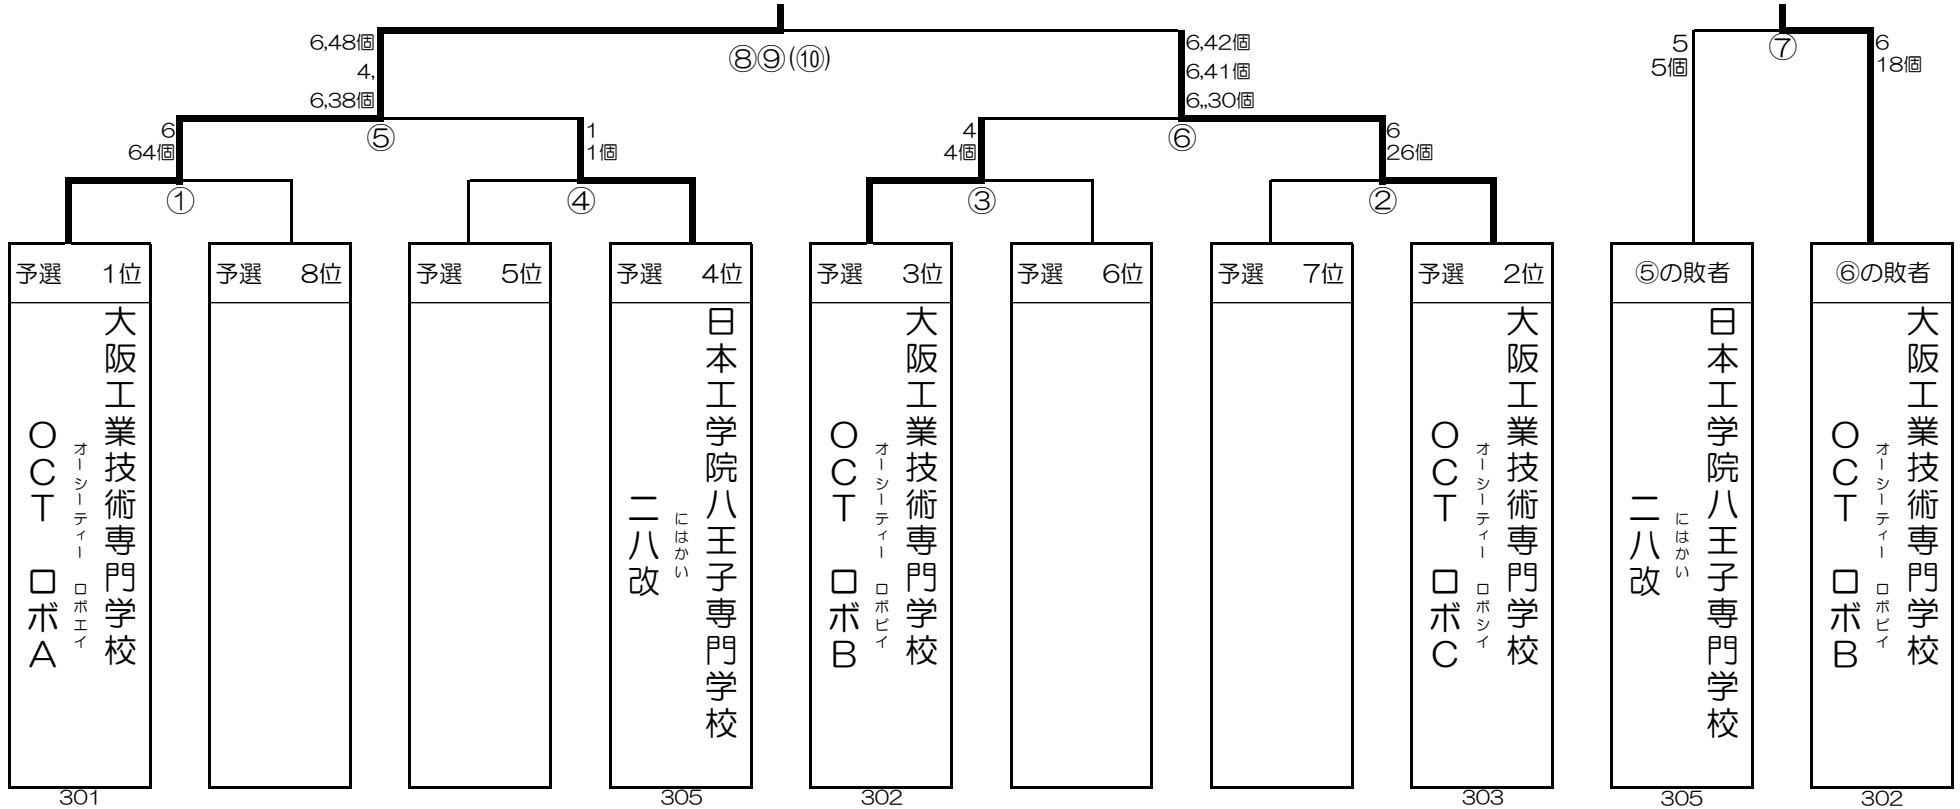 6,48個
4,
6,38個
⑧⑨(⑩)
6,42個
6,41個
6,,30個
5
5個
⑦
6
18個
6
64個
⑤
1
1個
4
4個
⑥
6
26個
①
④
③
②
予選 1位
大阪工業技術専門学校
オーシーティー ロボエイ
OCT ロボA
301
予選 8位
予選 5位
予選 4位
日本工学院八王子専門学校
にはかい
二八改
305
予選 3位
大阪工業技術専門学校
オーシーティー ロボビイ
OCT ロボB
302
予選 6位
予選 7位
予選 2位
大阪工業技術専門学校
オーシーティー ロボシイ
OCT ロボC
303
⑤の敗者
日本工学院八王子専門学校
にはかい
二八改
305
⑥の敗者
大阪工業技術専門学校
オーシーティー ロボビイ
OCT ロボB
302